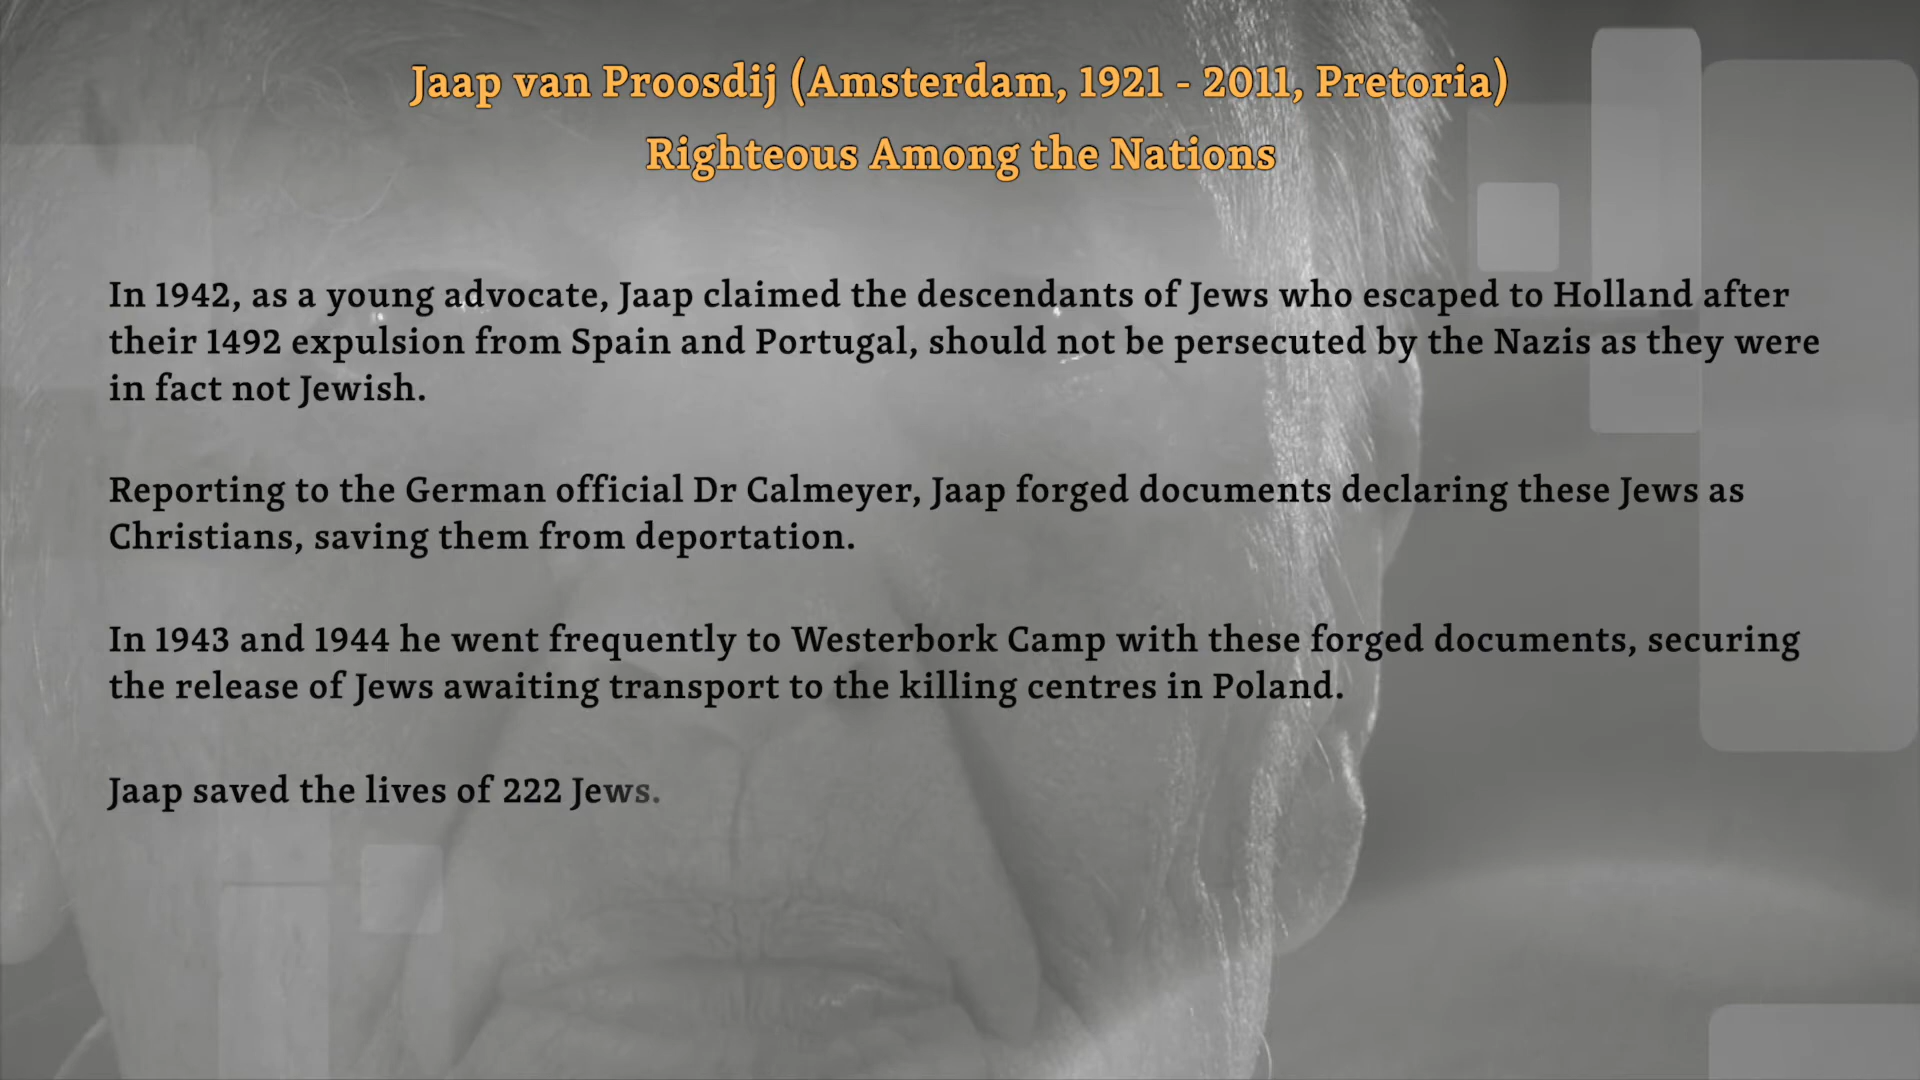 Jaap van Proosdij (Amsterdam, 1921 - 2011, Pretoria)
Righteous Among the Nations
In 1942, as a young advocate, Jaap claimed the descendants of Jews who escaped to Holland after
their 1492 expulsion from Spain and Portugal, should not be persecuted by the Nazis as they were
in fact not Jewish.
Reporting to the German official Dr Calmeyer, Jaap forged documents declaring these Jews as
Christians, saving them from deportation.
In 1943 and 1944 he went frequently to Westerbork Camp with these forged documents, securing
the release of Jews awaiting transport to the killing centres in Poland.
Jaap saved the lives of 222 Jews.